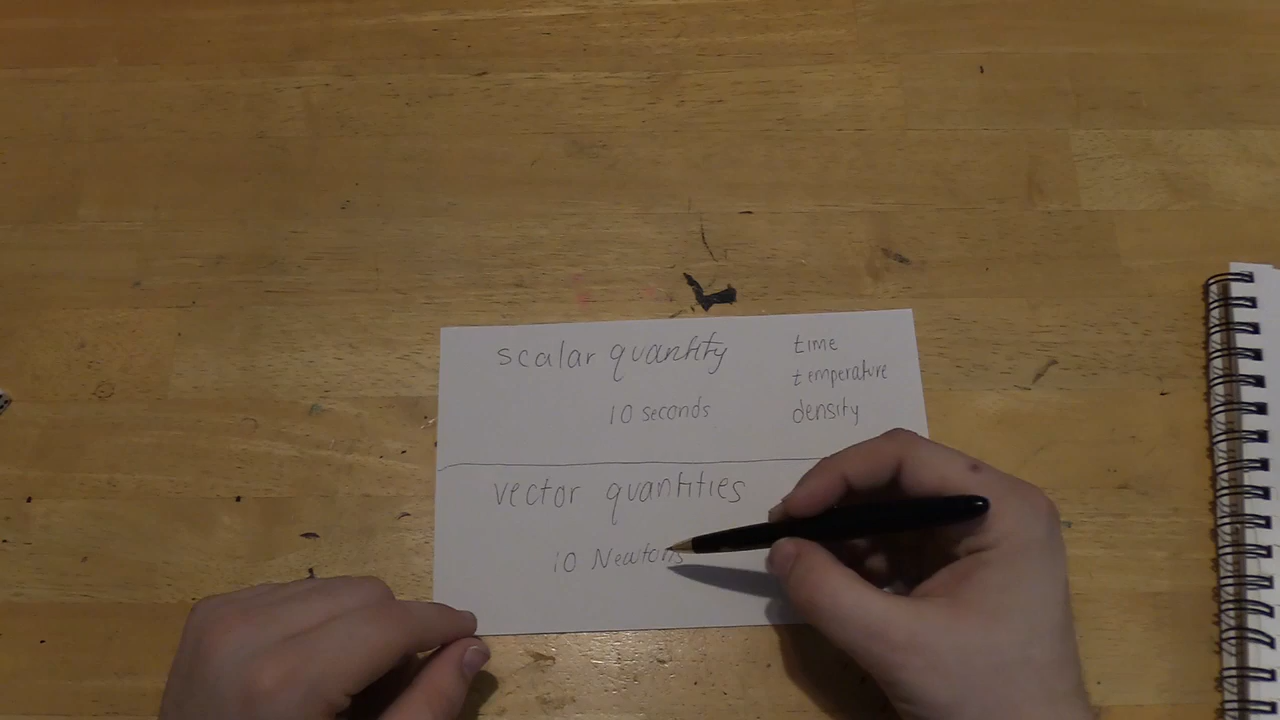 scalar quantity
10 seconds
time
temperature
density
vector quantities
10 Newtons